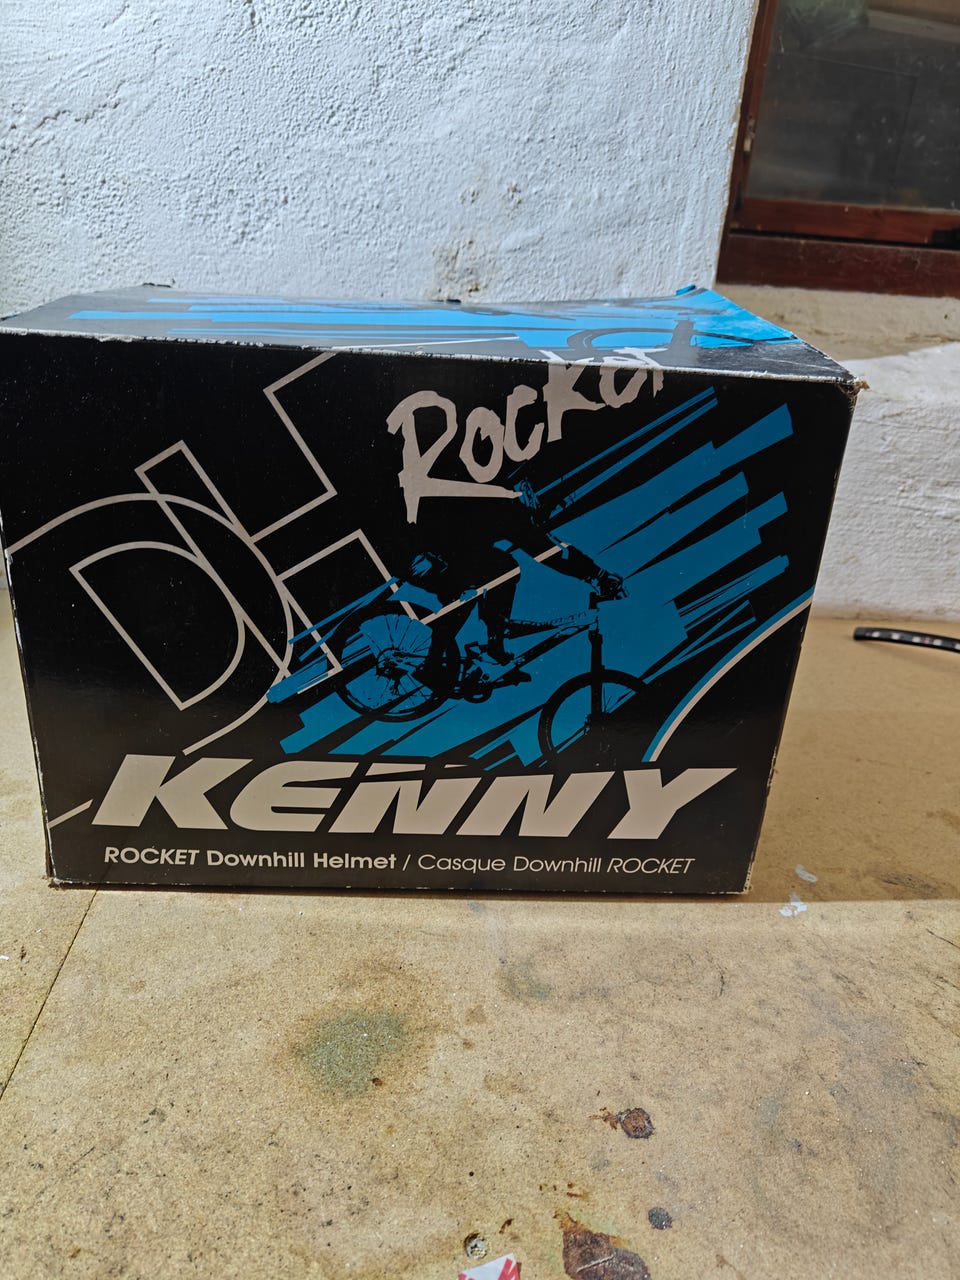 DH
Rocket
KENNY
ROCKET Downhill Helmet / Casque Downhill ROCKET